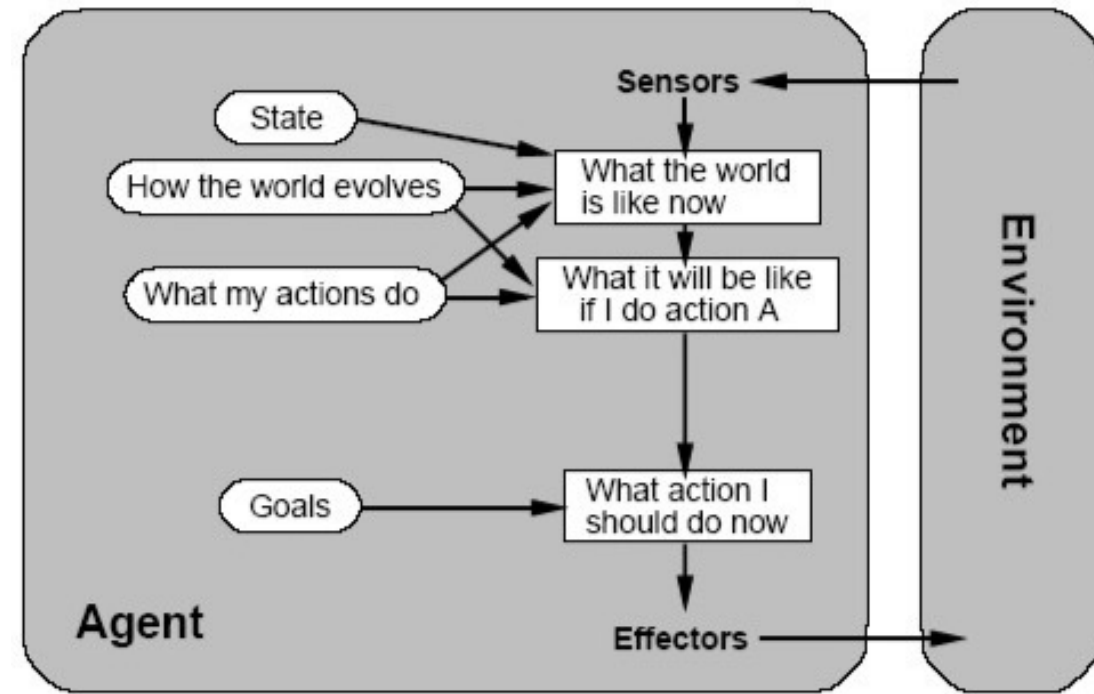 Sensors
State
What the world
is like now
How the world evolves
What it will be like
if I do action A
What my actions do
Goals
What action I
should do now
Agent
Effectors
Environment